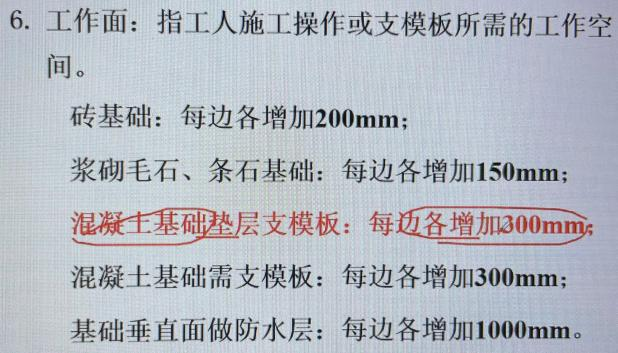 6. 工作面：指工人施工操作或支模板所需的工作空
间。
砖基础：每边各增加200mm；
浆砌毛石、条石基础：每边各增加150mm；
混凝土基础垫层支模板：每边各增加300mm；
混凝土基础需支模板：每边各增加300mm；
基础垂直面做防水层：每边各增加1000mm。